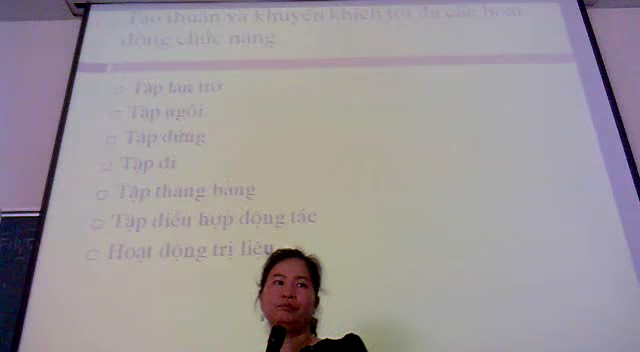 Tạo thuận và khuyến khích tối đa các hoạt
động chức năng
Tập lăn trở
Tập ngồi
Tập đứng
Tập đi
Tập thăng bằng
Tập điều hợp động tác
Hoạt động trị liệu